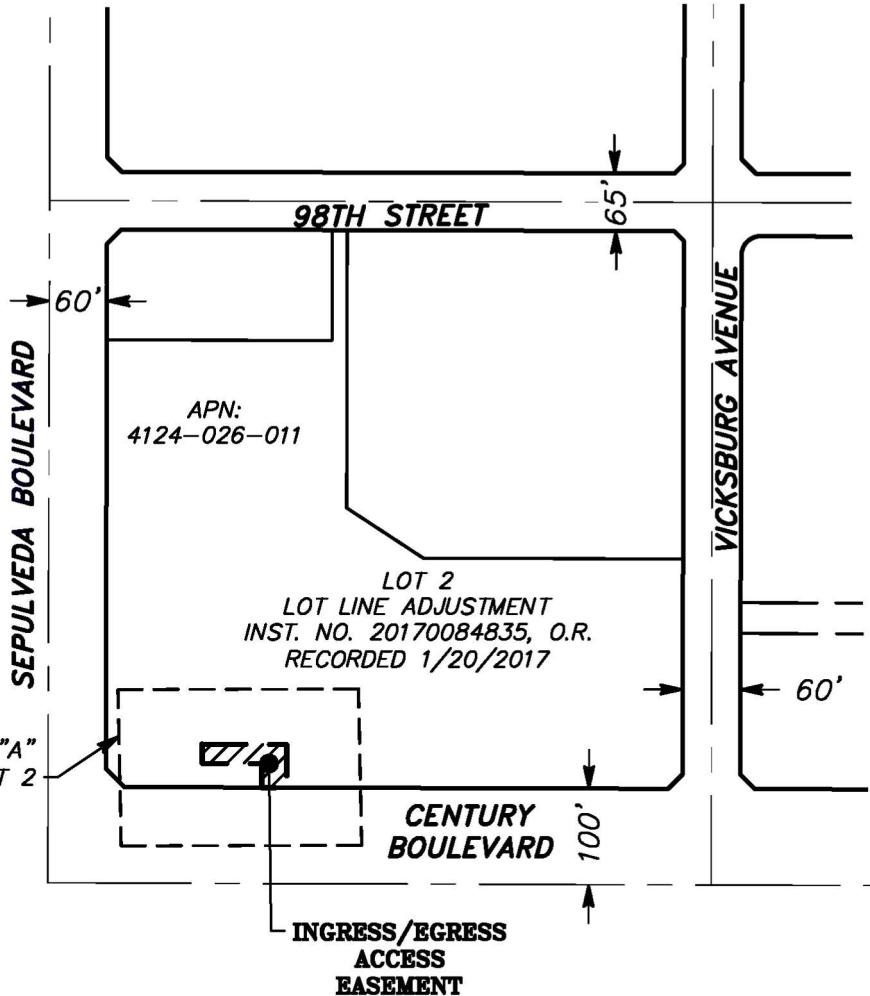 98TH STREET
65'
60'
SEPULVEDA BOULEVARD
VICKSBURG AVENUE
APN:
4124-026-011
LOT 2
LOT LINE ADJUSTMENT
INST. NO. 20170084835, O.R.
RECORDED 1/20/2017
60'
"A"
T 2
CENTURY
BOULEVARD
100'
INGRESS/EGRESS
ACCESS
EASEMENT